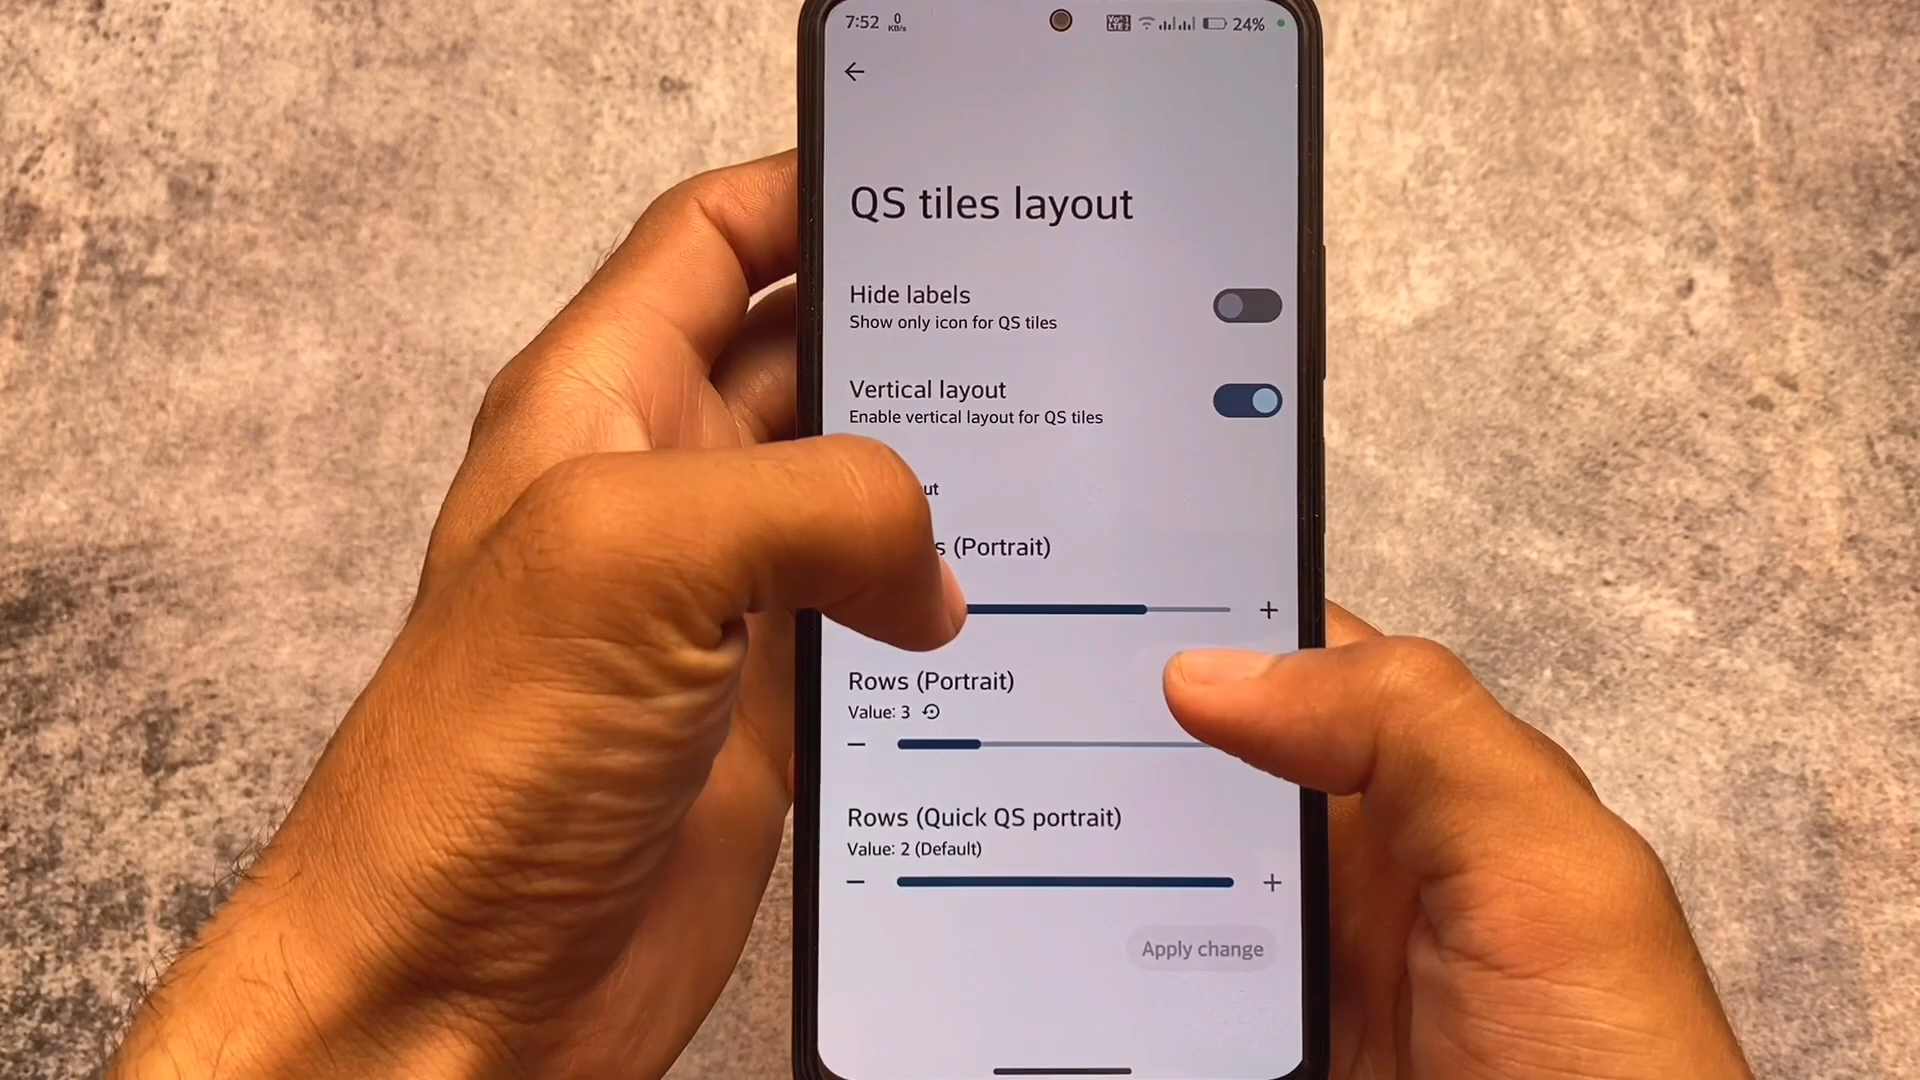 7:52 0 KB/s 24%
QS tiles layout
Hide labels
Show only icon for QS tiles
Vertical layout
Enable vertical layout for QS tiles
(Portrait)
Rows (Portrait)
Value: 3
Rows (Quick QS portrait)
Value: 2 (Default)
Apply change